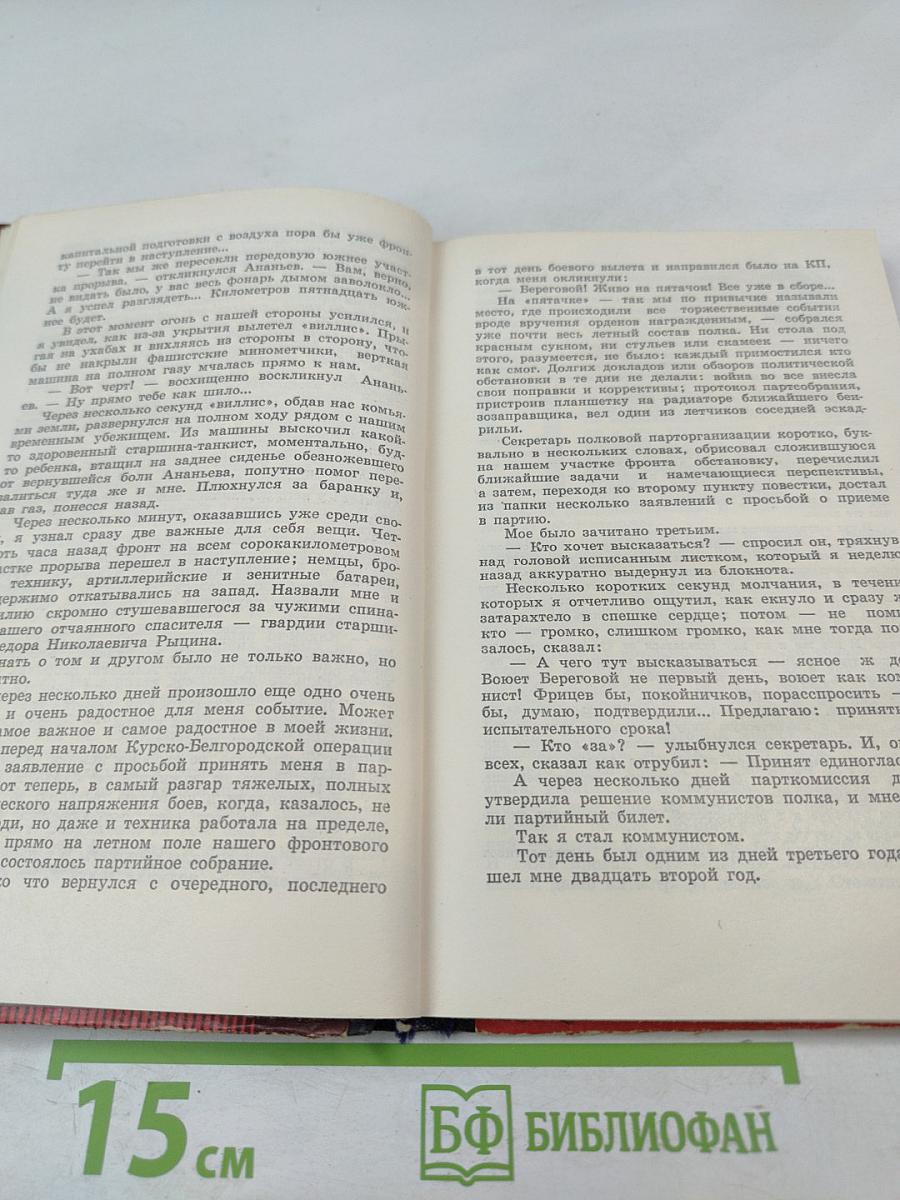 капитальной подготовки с воздуха пора бы уже фрон-
ту перейти в наступление...
— Так мы же пересекли передовую южнее участ-
ка прорыва, — откликнулся Ананьев. — Вам, верно,
не видать было, у вас весь фонарь дымом заволокло...
А я успел разглядеть... Километров пятнадцать юж-
нее будет.
В этот момент огонь с нашей стороны усилился, и
я увидел, как из-за укрытия вылетел «виллис». Пры-
гая на ухабах и вихляясь из стороны в сторону, что-
бы не накрыли фашистские минометчики, верткая
машина на полном газу мчалась прямо к нам.
— Вот черт! — восхищенно воскликнул Анань-
ев. — Ну прямо тебе как шило...
Через несколько секунд «виллис», обдав нас комья-
ми земли, развернулся на полном ходу рядом с нашим
временным убежищем. Из машины выскочил какой-
то здоровенный старшина-танкист, моментально, буд-
то ребенка, втащил на заднее сиденье обезножевшего
от вернувшейся боли Ананьева, попутно помог пере-
валиться туда же и мне. Плюхнулся за баранку и,
ав газ, понесся назад.
Через несколько минут, оказавшись уже среди сво-
, я узнал сразу две важные для себя вещи. Чет-
ть часа назад фронт на всем сорокакилометровом
астке прорыва перешел в наступление; немцы, бро-
технику, артиллерийские и зенитные батареи,
держимо откатывались на запад. Назвали мне и
илию скромно стушевавшегося за чужими спина-
ашего отчаянного спасителя — гвардии старши-
едора Николаевича Рыцина.
нать о том и другом было не только важно, но
ятно.
ерез несколько дней произошло еще одно очень
и очень радостное для меня событие. Может
амое важное и самое радостное в моей жизни.
перед началом Курско-Белгородской операции
заявление с просьбой принять меня в пар-
от теперь, в самый разгар тяжелых, полных
ческого напряжения боев, когда, казалось, не
юди, но даже и техника работала на пределе,
прямо на летном поле нашего фронтового
состоялось партийное собрание.
ко что вернулся с очередного, последнего
в тот день боевого вылета и направился было на КП,
когда меня окликнули:
— Береговой! Живо на пятачок! Все уже в сборе...
На «пятачке» — так мы по привычке называли
место, где происходили все торжественные события
вроде вручения орденов награжденным, — собрался
уже почти весь летный состав полка. Ни стола под
красным сукном, ни стульев или скамеек — ничего
этого, разумеется, не было: каждый примостился кто
как смог. Долгих докладов или обзоров политической
обстановки в те дни не делали: война во все внесла
свои поправки и коррективы; протокол партсобрания,
пристроив планшетку на радиаторе ближайшего бен-
зозаправщика, вел один из летчиков соседней эскад-
рильи.
Секретарь полковой парторганизации коротко, бук-
вально в нескольких словах, обрисовал сложившуюся
на нашем участке фронта обстановку, перечислил
ближайшие задачи и намечающиеся перспективы,
а затем, переходя ко второму пункту повестки, достал
из папки несколько заявлений с просьбой о приеме
в партию.
Мое было зачитано третьим.
— Кто хочет высказаться? — спросил он, тряхнув
над головой исписанным листком, который я неделю
назад аккуратно выдернул из блокнота.
Несколько коротких секунд молчания, в течени
которых я отчетливо ощутил, как екнуло и сразу ж
затарахтело в спешке сердце; потом — не помн
кто — громко, слишком громко, как мне тогда по
залось, сказал:
— А чего тут высказываться — ясное ж де
Воюет Береговой не первый день, воюет как ком
нист! Фрицев бы, покойничков, порасспросить —
бы, думаю, подтвердили... Предлагаю: принять
испытательного срока!
— Кто «за»? — улыбнулся секретарь. И, ог
всех, сказал как отрубил: — Принят единоглас
А через несколько дней парткомиссия д
утвердила решение коммунистов полка, и мне
ли партийный билет.
Так я стал коммунистом.
Тот день был одним из дней третьего года
шел мне двадцать второй год.
15 см
БФ БИБЛИОФАН